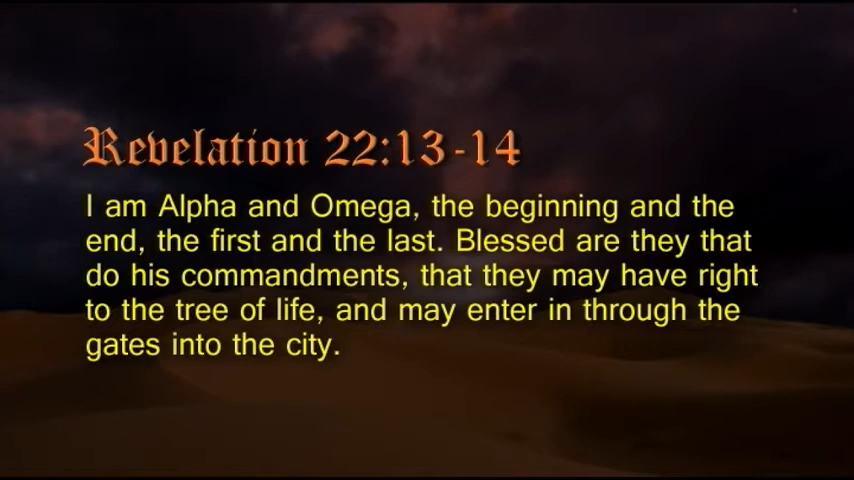 Revelation 22:13-14
I am Alpha and Omega, the beginning and the
end, the first and the last. Blessed are they that
do his commandments, that they may have right
to the tree of life, and may enter in through the
gates into the city.